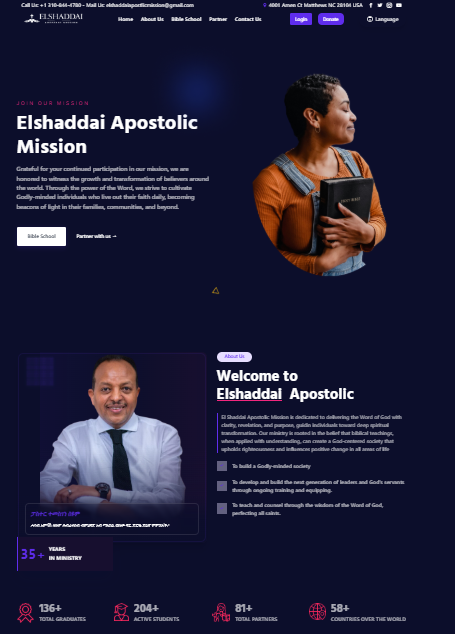 Call Us: +1 310-844-4780 - Mail Us: elshaddaiapostlicmission@gmail.com
4001 Amen Ct Matthews NC 28104 USA
ELSHADDAI
Home About Us Bible School Partner Contact Us
Login Donate Language
JOIN OUR MISSION
Elshaddai Apostolic
Mission
Grateful for your continued participation in our mission, we are
honored to witness the growth and transformation of believers around
the world. Through the power of the Word, we strive to cultivate
Godly-minded individuals who live out their faith daily, becoming
beacons of light in their families, communities, and beyond.
Bible School Partner with us →
HOLY BIBLE
About Us
Welcome to
Elshaddai Apostolic
El Shaddai Apostolic Mission is dedicated to delivering the Word of God with
clarity, revelation, and purpose, guidin individuals toward deep spiritual
transformation. Our ministry is rooted in the belief that biblical teachings,
when applied with understanding, can create a God-centered society that
upholds righteousness and influences positive change in all areas of life
To build a Godly-minded society
To develop and build the next generation of leaders and God's servants
through ongoing training and equipping.
To teach and counsel through the wisdom of the Word of God,
perfecting all saints.
35+ YEARS
IN MINISTRY
136+
TOTAL GRADUATES
204+
ACTIVE STUDENTS
81+
TOTAL PARTNERS
58+
COUNTRIES OVER THE WORLD